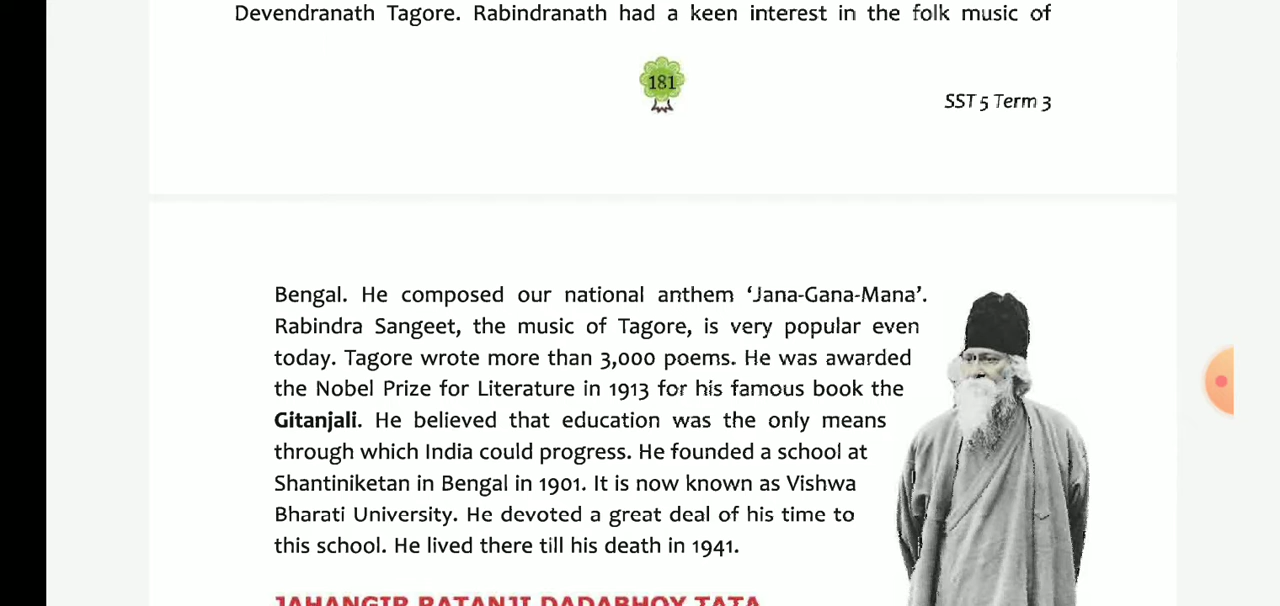 Devendranath Tagore. Rabindranath had a keen interest in the folk music of
181
SST 5 Term 3
Bengal. He composed our national anthem ‘Jana-Gana-Mana’.
Rabindra Sangeet, the music of Tagore, is very popular even
today. Tagore wrote more than 3,000 poems. He was awarded
the Nobel Prize for Literature in 1913 for his famous book the
Gitanjali. He believed that education was the only means
through which India could progress. He founded a school at
Shantiniketan in Bengal in 1901. It is now known as Vishwa
Bharati University. He devoted a great deal of his time to
this school. He lived there till his death in 1941.
JAHANGIR RATANJI DADABHOY TATA